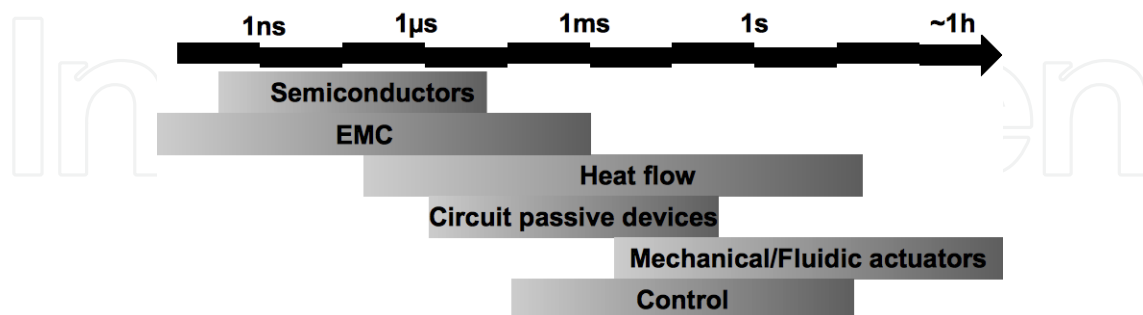 1ns 1µs 1ms 1s ~1h
Semiconductors
EMC
Heat flow
Circuit passive devices
Mechanical/Fluidic actuators
Control